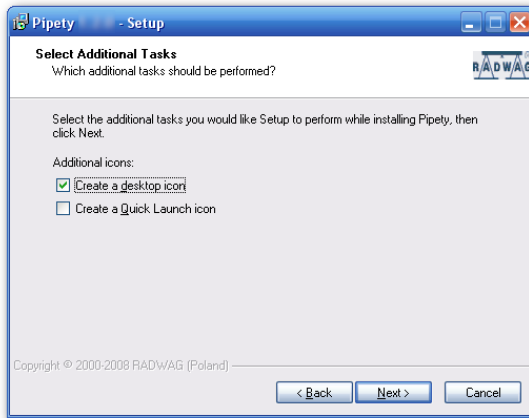 Pipety - Setup
Select Additional Tasks
Which additional tasks should be performed?
RADWAG
Select the additional tasks you would like Setup to perform while installing Pipety, then
click Next.
Additional icons:
Create a desktop icon
Create a Quick Launch icon
Copyright © 2000-2008 RADWAG (Poland)
< Back
Next >
Cancel